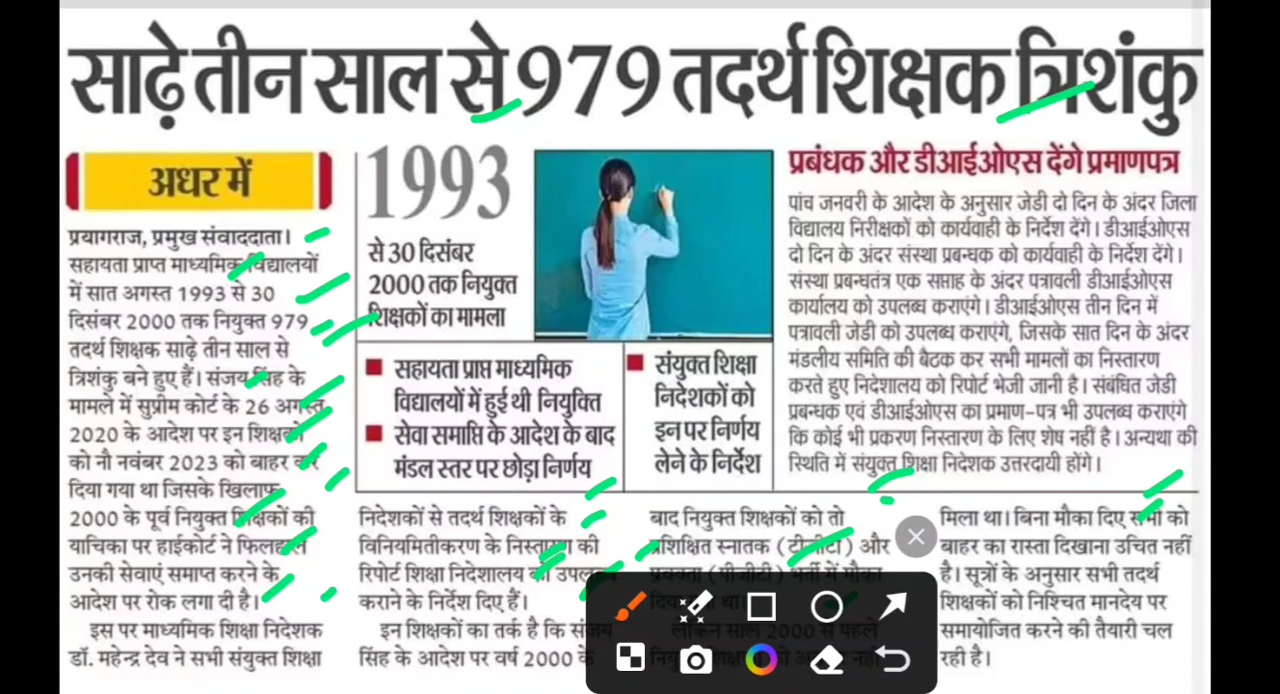 साढ़े तीन साल से 979 तदर्थ शिक्षक त्रिशंकु
अधर में
प्रयागराज, प्रमुख संवाददाता।
सहायता प्राप्त माध्यमिक विद्यालयों
में सात अगस्त 1993 से 30
दिसंबर 2000 तक नियुक्त 979
तदर्थ शिक्षक साढ़े तीन साल से
त्रिशंकु बने हुए हैं। संजय सिंह के
मामले में सुप्रीम कोर्ट के 26 अगस्त
2020 के आदेश पर इन शिक्षकों
को नौ नवंबर 2023 को बाहर कर
दिया गया था जिसके खिलाफ
2000 के पूर्व नियुक्त शिक्षकों की
याचिका पर हाईकोर्ट ने फिलहाल
उनकी सेवाएं समाप्त करने के
आदेश पर रोक लगा दी है।
इस पर माध्यमिक शिक्षा निदेशक
डॉ. महेन्द्र देव ने सभी संयुक्त शिक्षा
1993
से 30 दिसंबर
2000 तक नियुक्त
शिक्षकों का मामला
सहायता प्राप्त माध्यमिक
विद्यालयों में हुई थी नियुक्ति
सेवा समाप्ति के आदेश के बाद
मंडल स्तर पर छोड़ा निर्णय
संयुक्त शिक्षा
निदेशकों को
इन पर निर्णय
लेने के निर्देश
प्रबंधक और डीआईओएस देंगे प्रमाणपत्र
पांच जनवरी के आदेश के अनुसार जेडी दो दिन के अंदर जिला
विद्यालय निरीक्षकों को कार्यवाही के निर्देश देंगे। डीआईओएस
दो दिन के अंदर संस्था प्रबन्धक को कार्यवाही के निर्देश देंगे।
संस्था प्रबन्धतंत्र एक सप्ताह के अंदर पत्रावली डीआईओएस
कार्यालय को उपलब्ध कराएंगे। डीआईओएस तीन दिन में
पत्रावली जेडी को उपलब्ध कराएंगे, जिसके सात दिन के अंदर
मंडलीय समिति की बैठक कर सभी मामलों का निस्तारण
करते हुए निदेशालय को रिपोर्ट भेजी जानी है। संबंधित जेडी
प्रबन्धक एवं डीआईओएस का प्रमाण-पत्र भी उपलब्ध कराएंगे
कि कोई भी प्रकरण निस्तारण के लिए शेष नहीं है। अन्यथा की
स्थिति में संयुक्त शिक्षा निदेशक उत्तरदायी होंगे।
निदेशकों से तदर्थ शिक्षकों के
विनियमितीकरण के निस्तारण की
रिपोर्ट शिक्षा निदेशालय को उपलब्ध
कराने के निर्देश दिए हैं।
इन शिक्षकों का तर्क है कि संजय
सिंह के आदेश पर वर्ष 2000 के
बाद नियुक्त शिक्षकों को तो
प्रशिक्षित स्नातक (टीजीटी) और
प्रवक्ता (पीजीटी) भर्ती में मौका
दिया गया था
लेकिन साल 2000 से पहले
मिला था। बिना मौका दिए सभी को
बाहर का रास्ता दिखाना उचित नहीं
है। सूत्रों के अनुसार सभी तदर्थ
शिक्षकों को निश्चित मानदेय पर
समायोजित करने की तैयारी चल
रही है।